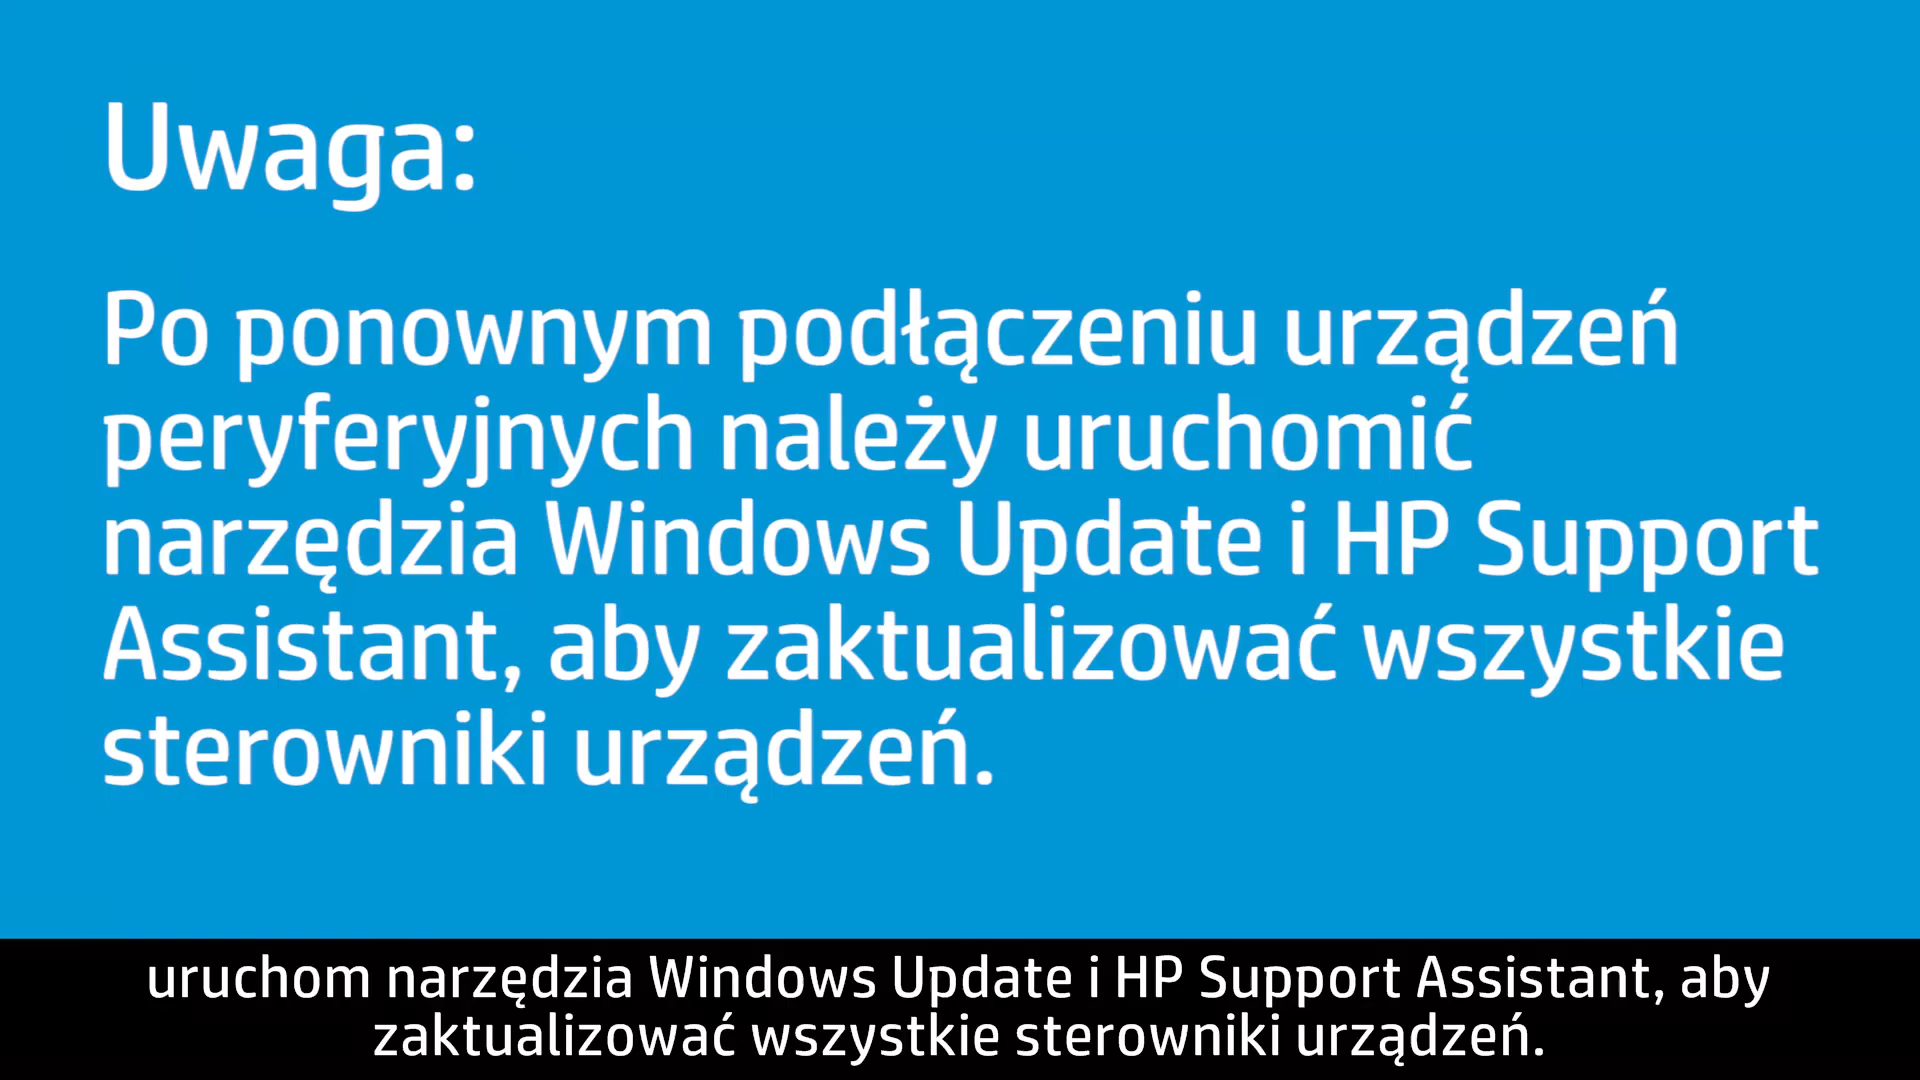 Uwaga:
Po ponownym podłączeniu urządzeń
peryferyjnych należy uruchomić
narzędzia Windows Update i HP Support
Assistant, aby zaktualizować wszystkie
sterowniki urządzeń.
uruchom narzędzia Windows Update i HP Support Assistant, aby
zaktualizować wszystkie sterowniki urządzeń.